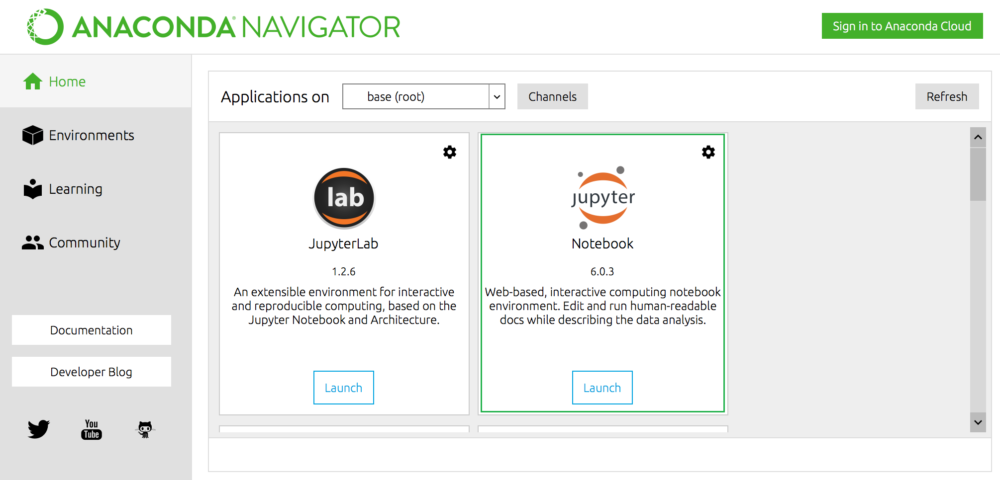 ANACONDA® NAVIGATOR
Sign in to Anaconda Cloud
Home
Environments
Learning
Community
Documentation
Developer Blog
You
Tube
Applications on
base (root)
Channels
Refresh
lab
JupyterLab
1.2.6
An extensible environment for interactive
and reproducible computing, based on the
Jupyter Notebook and Architecture.
Launch
jupyter
Notebook
6.0.3
Web-based, interactive computing notebook
environment. Edit and run human-readable
docs while describing the data analysis.
Launch